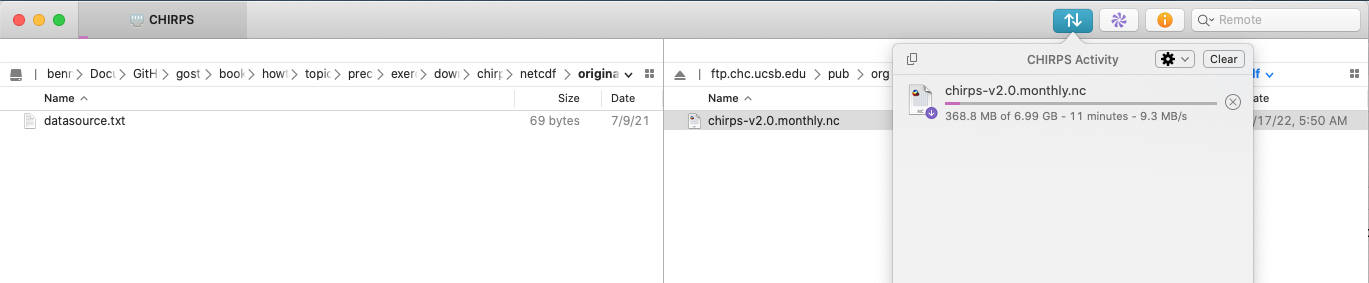 CHIRPS
Remote
benr Docu GitH gost book howt topic prec exer dow chirp netcdf origina
ftp.chc.ucsb.edu pub org df
CHIRPS Activity Clear
Name Size Date
Name ate
datasource.txt 69 bytes 7/9/21
chirps-v2.0.monthly.nc /17/22, 5:50 AM
chirps-v2.0.monthly.nc
368.8 MB of 6.99 GB - 11 minutes - 9.3 MB/s
NC